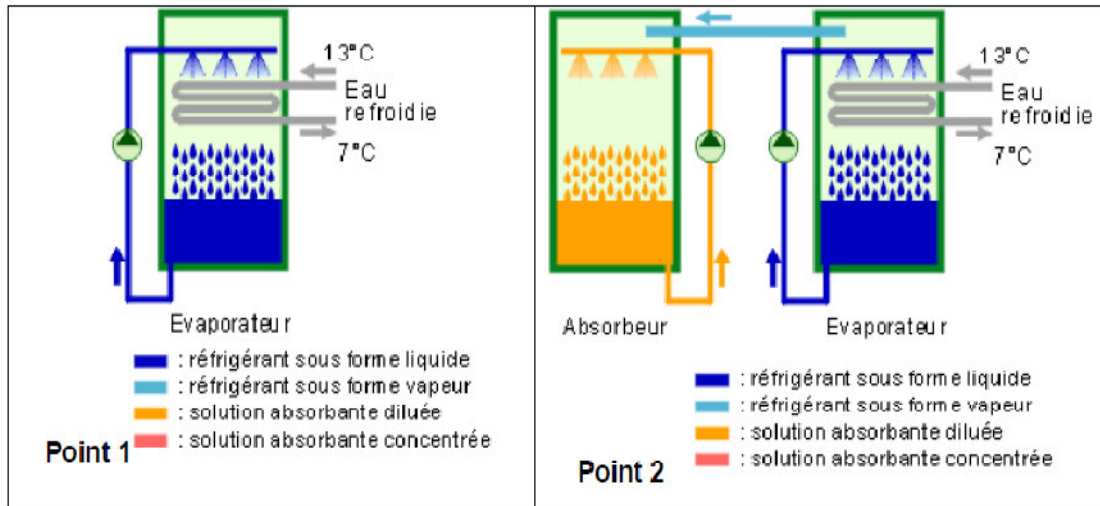 13°C
Eau
refroidie
7°C
Evaporateur
: réfrigérant sous forme liquide
: réfrigérant sous forme vapeur
: solution absorbante diluée
: solution absorbante concentrée
Point 1
13°C
Eau
refroidie
7°C
Absorbeur
Evaporateur
: réfrigérant sous forme liquide
: réfrigérant sous forme vapeur
: solution absorbante diluée
: solution absorbante concentrée
Point 2